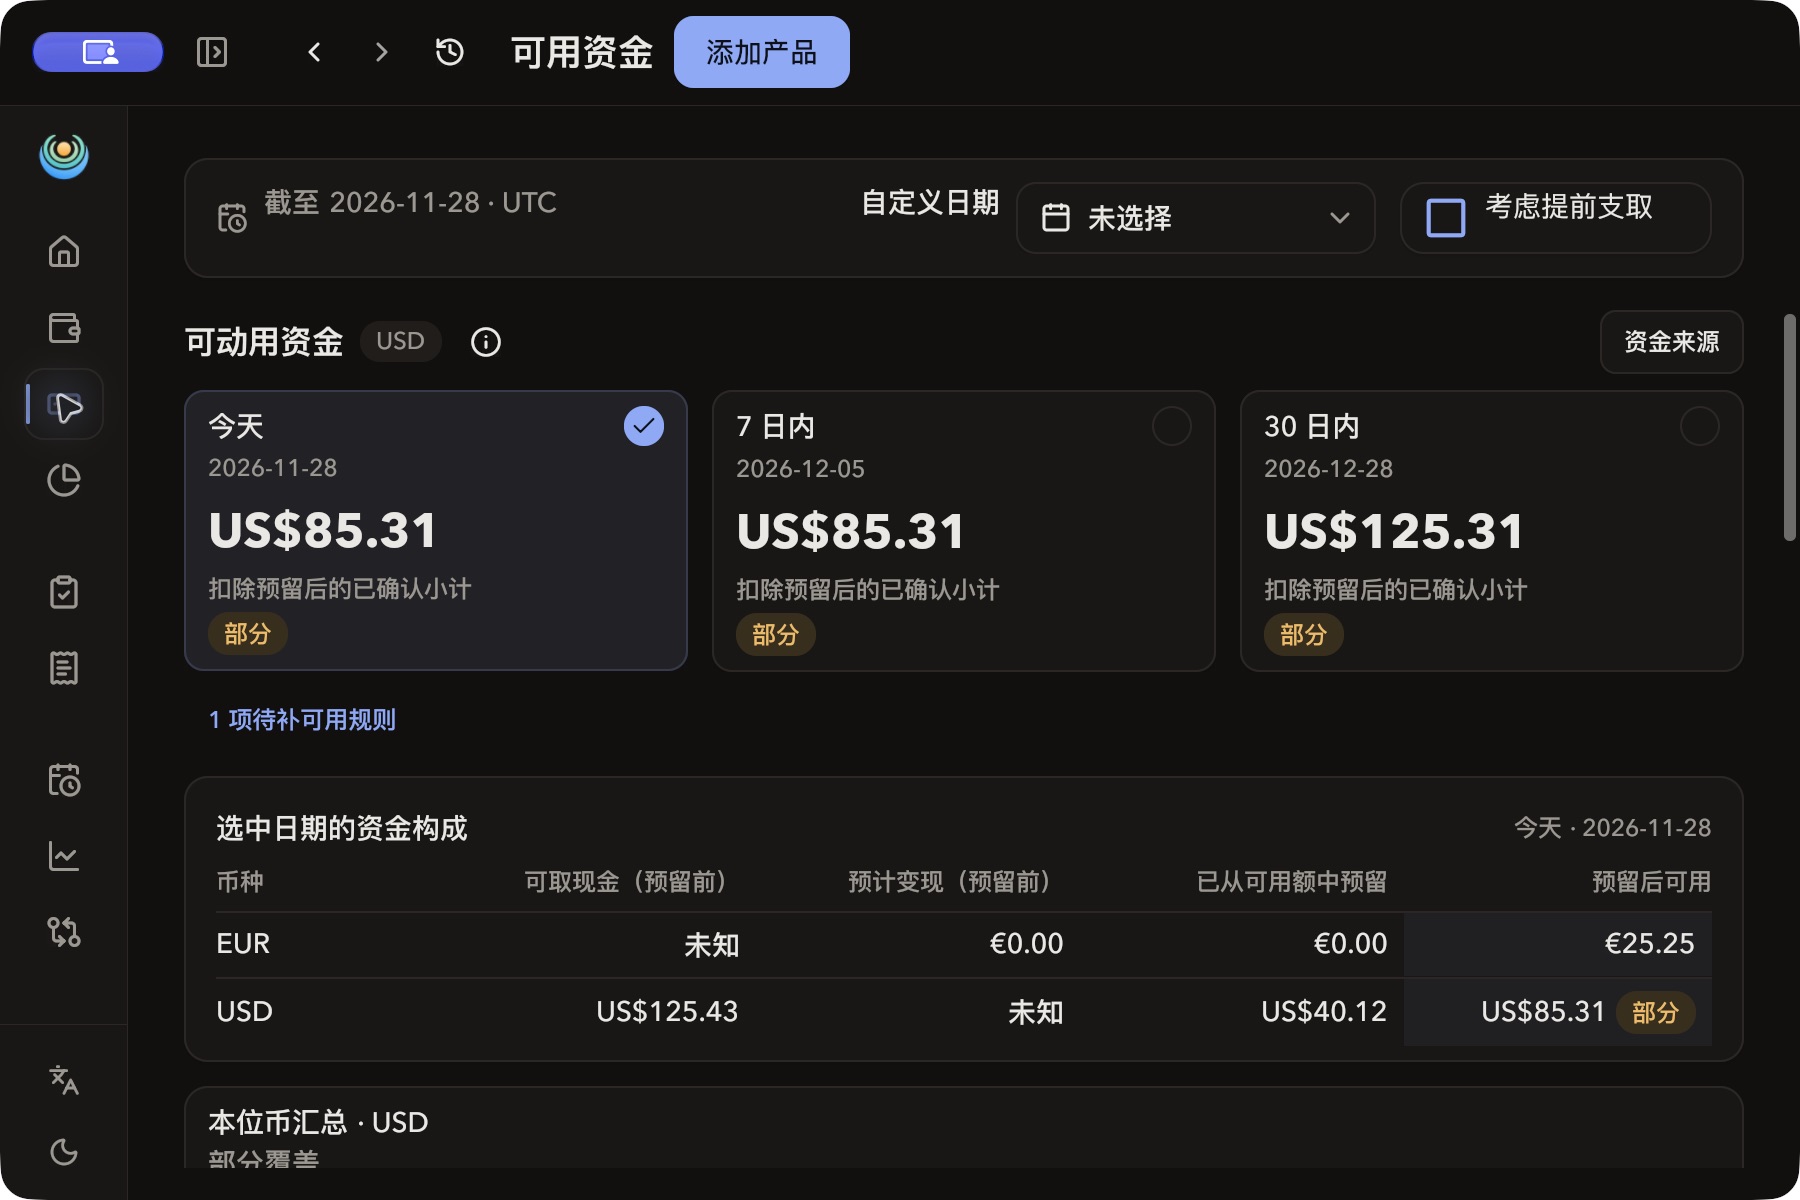 可用资金
添加产品
截至 2026-11-28 · UTC
自定义日期
未选择
考虑提前支取
可动用资金
USD
资金来源
今天
2026-11-28
US$85.31
扣除预留后的已确认小计
部分
7 日内
2026-12-05
US$85.31
扣除预留后的已确认小计
部分
30 日内
2026-12-28
US$125.31
扣除预留后的已确认小计
部分
1 项待补可用规则
选中日期的资金构成
今天 · 2026-11-28
币种 可取现金（预留前） 预计变现（预留前） 已从可用额中预留 预留后可用
EUR 未知 €0.00 €0.00 €25.25
USD US$125.43 未知 US$40.12 US$85.31 部分
本位币汇总 · USD
部分覆盖